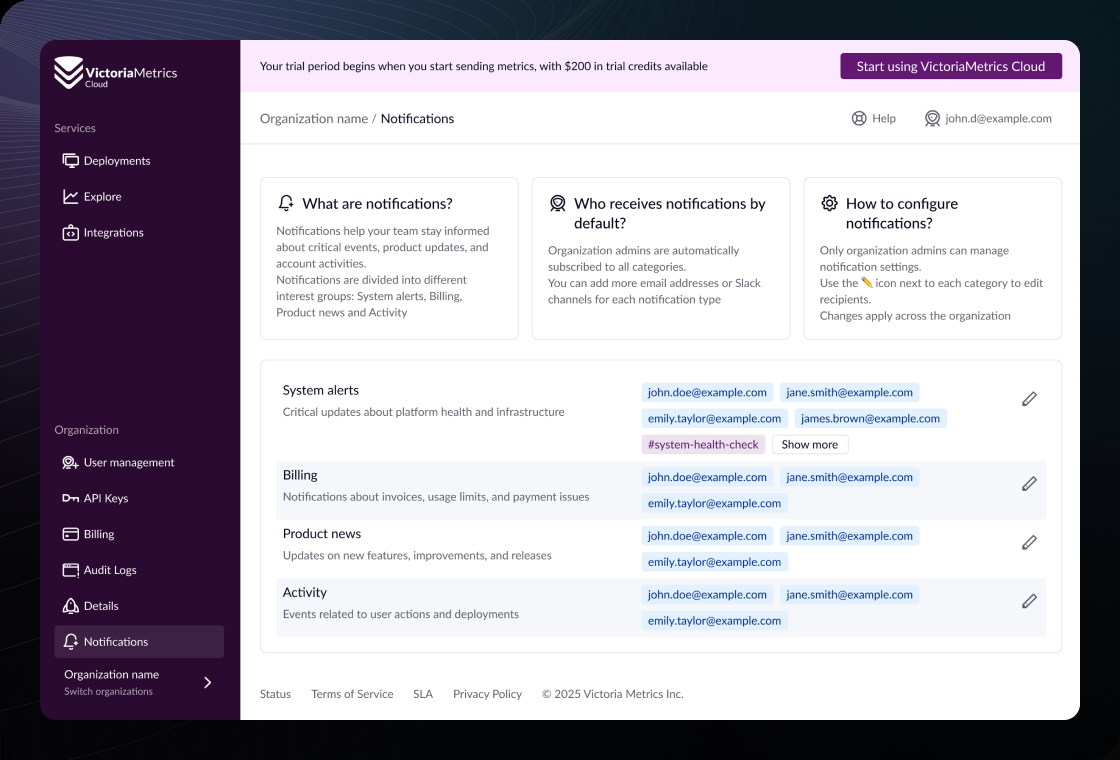 VictoriaMetrics
Cloud
Services
Deployments
Explore
Integrations
Organization
User management
API Keys
Billing
Audit Logs
Details
Notifications
Organization name
Switch organizations
Your trial period begins when you start sending metrics, with $200 in trial credits available
Start using VictoriaMetrics Cloud
Organization name / Notifications
Help
john.d@example.com
What are notifications?
Notifications help your team stay informed
about critical events, product updates, and
account activities.
Notifications are divided into different
interest groups: System alerts, Billing,
Product news and Activity
Who receives notifications by
default?
Organization admins are automatically
subscribed to all categories.
You can add more email addresses or Slack
channels for each notification type
How to configure
notifications?
Only organization admins can manage
notification settings.
Use the ✏️ icon next to each category to edit
recipients.
Changes apply across the organization
System alerts
Critical updates about platform health and infrastructure
john.doe@example.com jane.smith@example.com
emily.taylor@example.com james.brown@example.com
#system-health-check Show more
Billing
Notifications about invoices, usage limits, and payment issues
john.doe@example.com jane.smith@example.com
emily.taylor@example.com
Product news
Updates on new features, improvements, and releases
john.doe@example.com jane.smith@example.com
emily.taylor@example.com
Activity
Events related to user actions and deployments
john.doe@example.com jane.smith@example.com
emily.taylor@example.com
Status Terms of Service SLA Privacy Policy © 2025 Victoria Metrics Inc.